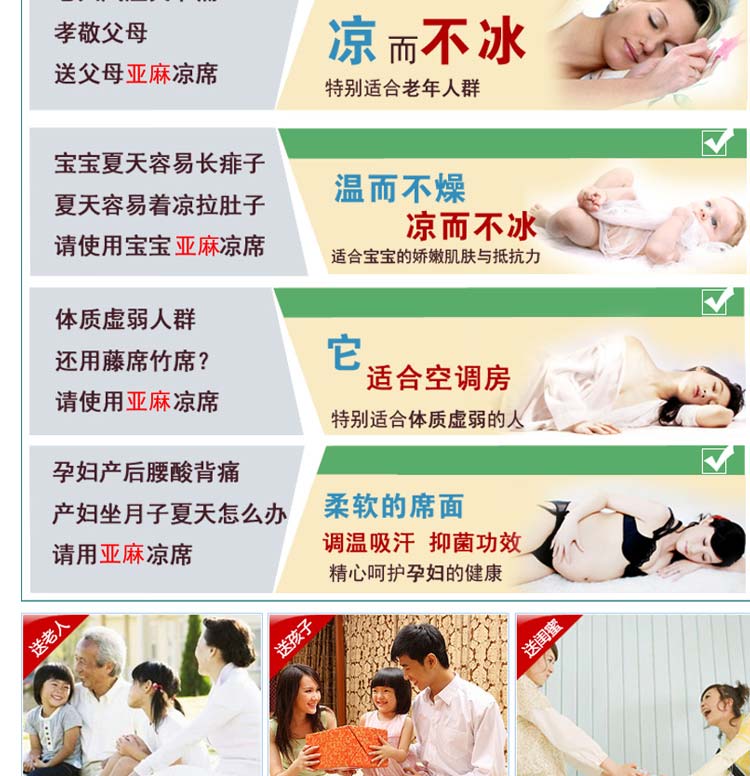 孝敬父母
送父母亚麻凉席
凉而不冰
特别适合老年人群
宝宝夏天容易长痱子
夏天容易着凉拉肚子
请使用宝宝亚麻凉席
温而不燥
凉而不冰
适合宝宝的娇嫩肌肤与抵抗力
体质虚弱人群
还用藤席竹席?
请使用亚麻凉席
它
适合空调房
特别适合体质虚弱的人
孕妇产后腰酸背痛
产妇坐月子夏天怎么办
请用亚麻凉席
柔软的席面
调温吸汗 抑菌功效
精心呵护孕妇的健康
送老人
送孩子
送闺蜜